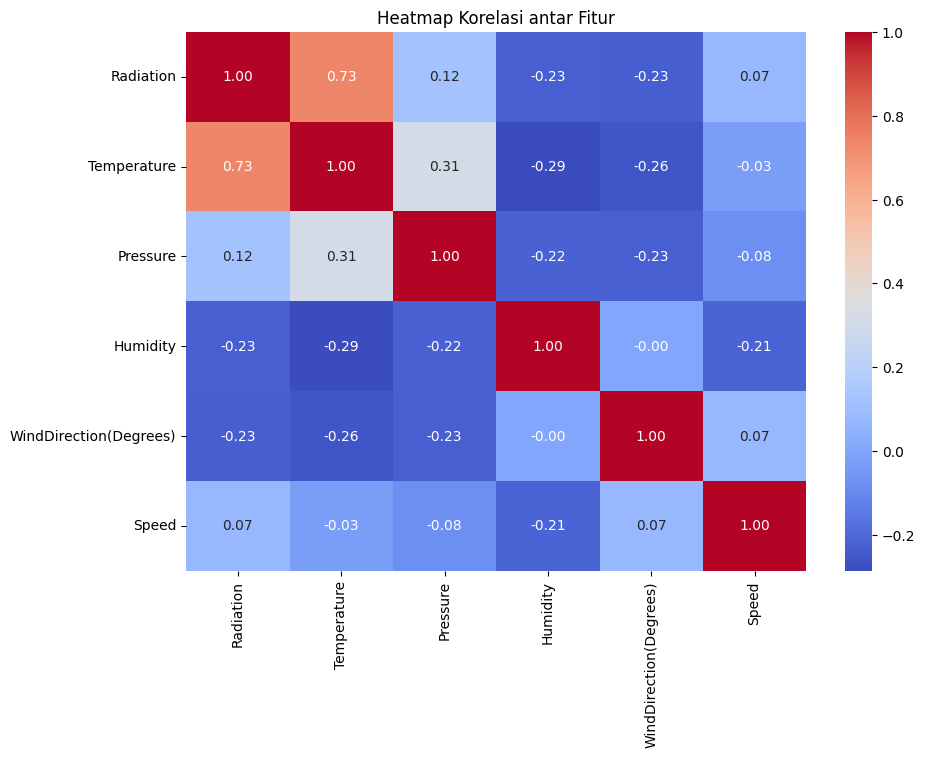 Heatmap Korelasi antar Fitur
Radiation 1.00 0.73 0.12 -0.23 -0.23 0.07
Temperature 0.73 1.00 0.31 -0.29 -0.26 -0.03
Pressure 0.12 0.31 1.00 -0.22 -0.23 -0.08
Humidity -0.23 -0.29 -0.22 1.00 -0.00 -0.21
WindDirection(Degrees) -0.23 -0.26 -0.23 -0.00 1.00 0.07
Speed 0.07 -0.03 -0.08 -0.21 0.07 1.00
Radiation
Temperature
Pressure
Humidity
WindDirection(Degrees)
Speed
1.0
0.8
0.6
0.4
0.2
0.0
−0.2